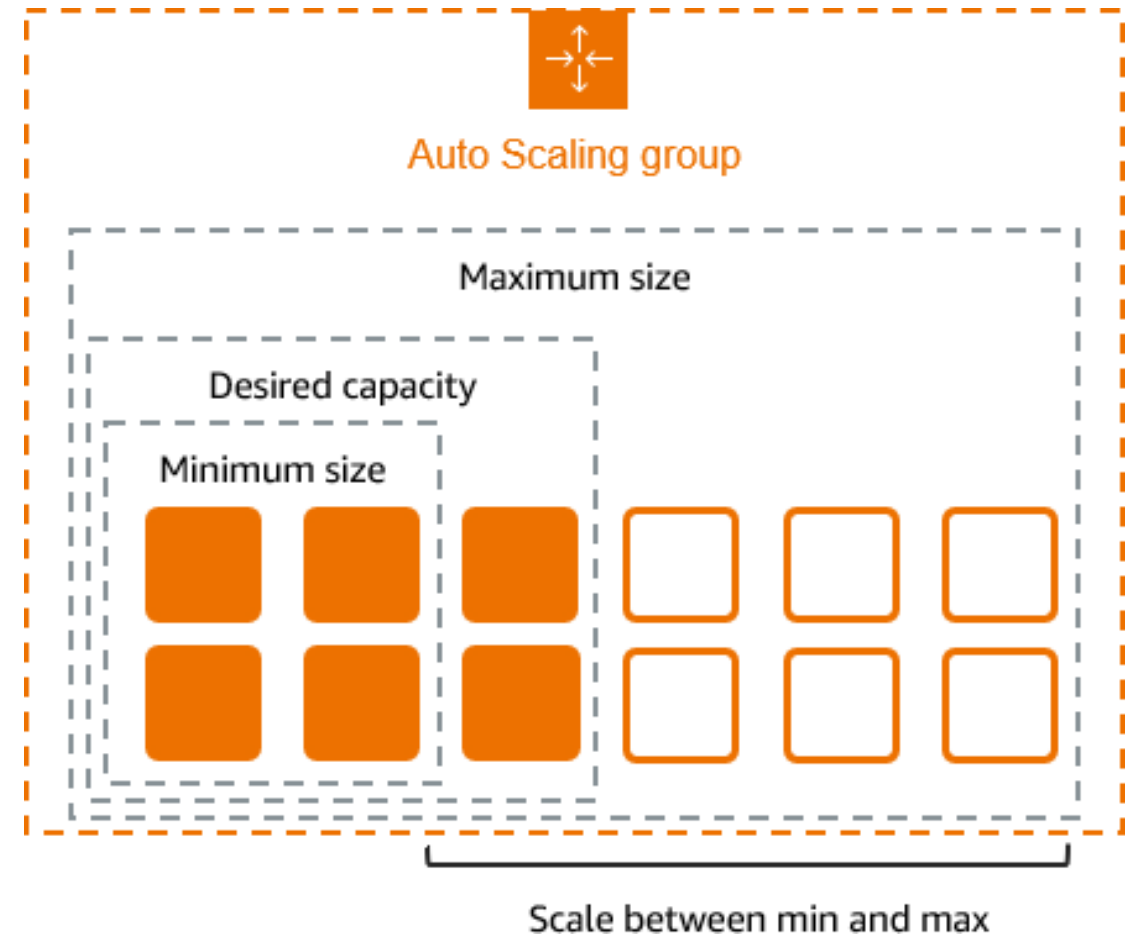 Auto Scaling group
Maximum size
Desired capacity
Minimum size
Scale between min and max